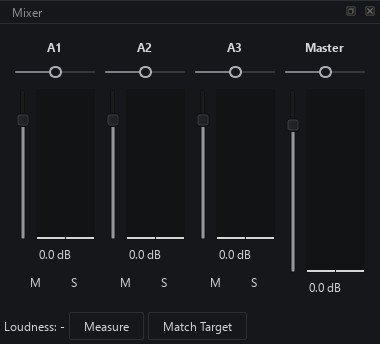 Mixer
A1 A2 A3 Master
0.0 dB 0.0 dB 0.0 dB
0.0 dB
M S M S M S
Loudness: - Measure Match Target